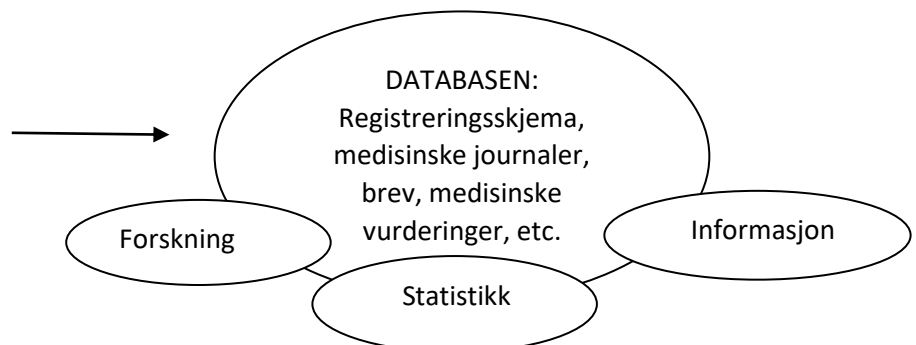 DATABASEN:
Registreringsskjema,
medisinske journaler,
brev, medisinske
vurderinger, etc.
Forskning
Informasjon
Statistikk